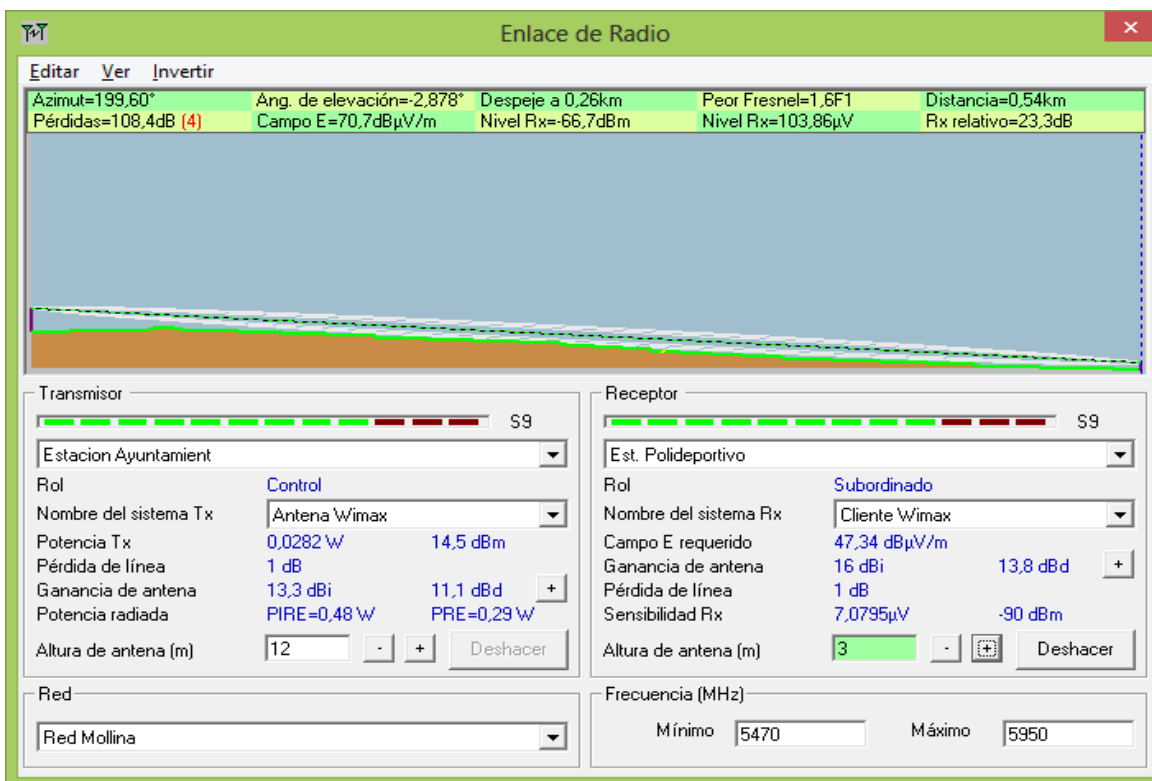 Enlace de Radio
Editar Ver Invertir
Azimut=199,60° Ang. de elevación=-2,878° Despeje a 0,26km Peor Fresnel=1,6F1 Distancia=0,54km
Pérdidas=108,4dB (4) Campo E=70,7dBµV/m Nivel Rx=-66,7dBm Nivel Rx=103,86µV Rx relativo=23,3dB
Transmisor
S9
Estacion Ayuntamient
Rol Control
Nombre del sistema Tx Antena Wimax
Potencia Tx 0,0282 W 14,5 dBm
Pérdida de línea 1 dB
Ganancia de antena 13,3 dBi 11,1 dBd +
Potencia radiada PIRE=0,48 W PRE=0,29 W
Altura de antena (m) 12 - + Deshacer
Receptor
S9
Est. Polideportivo
Rol Subordinado
Nombre del sistema Rx Cliente Wimax
Campo E requerido 47,34 dBµV/m
Ganancia de antena 16 dBi 13,8 dBd +
Pérdida de línea 1 dB
Sensibilidad Rx 7,0795µV -90 dBm
Altura de antena (m) 3 - + Deshacer
Red
Red Mollina
Frecuencia (MHz)
Mínimo 5470 Máximo 5950